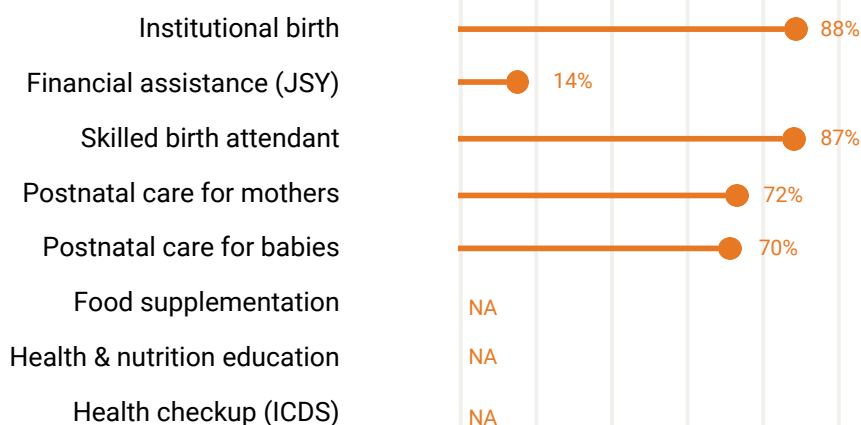 Institutional birth 88%
Financial assistance (JSY) 14%
Skilled birth attendant 87%
Postnatal care for mothers 72%
Postnatal care for babies 70%
Food supplementation NA
Health & nutrition education NA
Health checkup (ICDS) NA